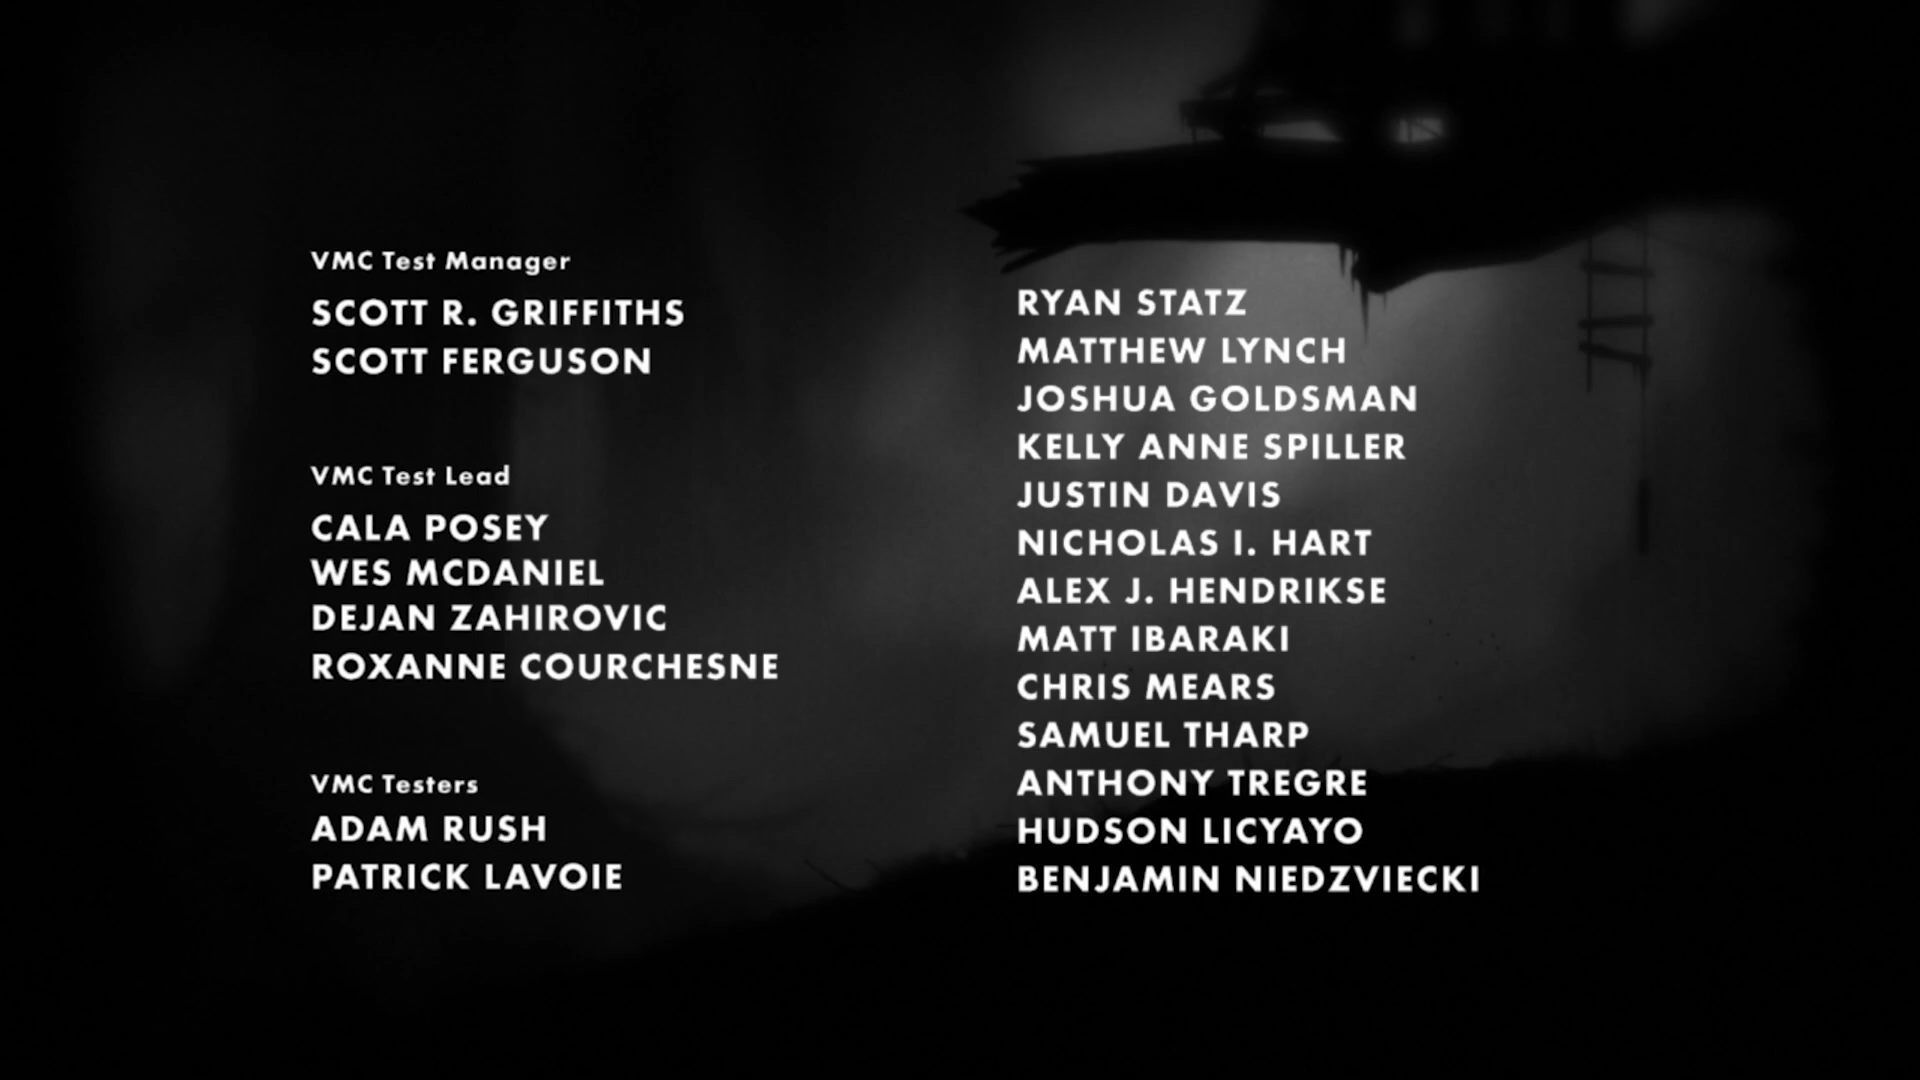 VMC Test Manager
SCOTT R. GRIFFITHS
SCOTT FERGUSON
VMC Test Lead
CALA POSEY
WES MCDANIEL
DEJAN ZAHIROVIC
ROXANNE COURCHESNE
VMC Testers
ADAM RUSH
PATRICK LAVOIE
RYAN STATZ
MATTHEW LYNCH
JOSHUA GOLDSMAN
KELLY ANNE SPILLER
JUSTIN DAVIS
NICHOLAS I. HART
ALEX J. HENDRIKSE
MATT IBARAKI
CHRIS MEARS
SAMUEL THARP
ANTHONY TREGRE
HUDSON LICYAYO
BENJAMIN NIEDZVIECKI